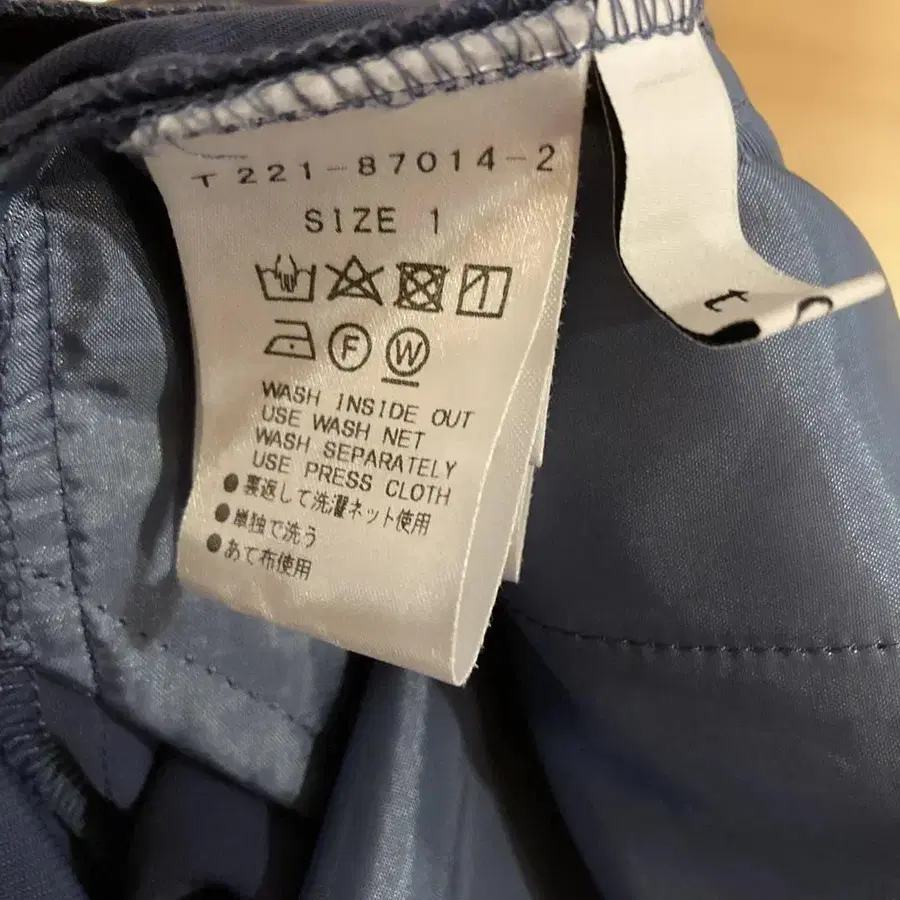 T 221-87014-2
SIZE 1
F W
WASH INSIDE OUT
USE WASH NET
WASH SEPARATELY
USE PRESS CLOTH
●裏返して洗濯ネット使用
●単独で洗う
●あて布使用
t